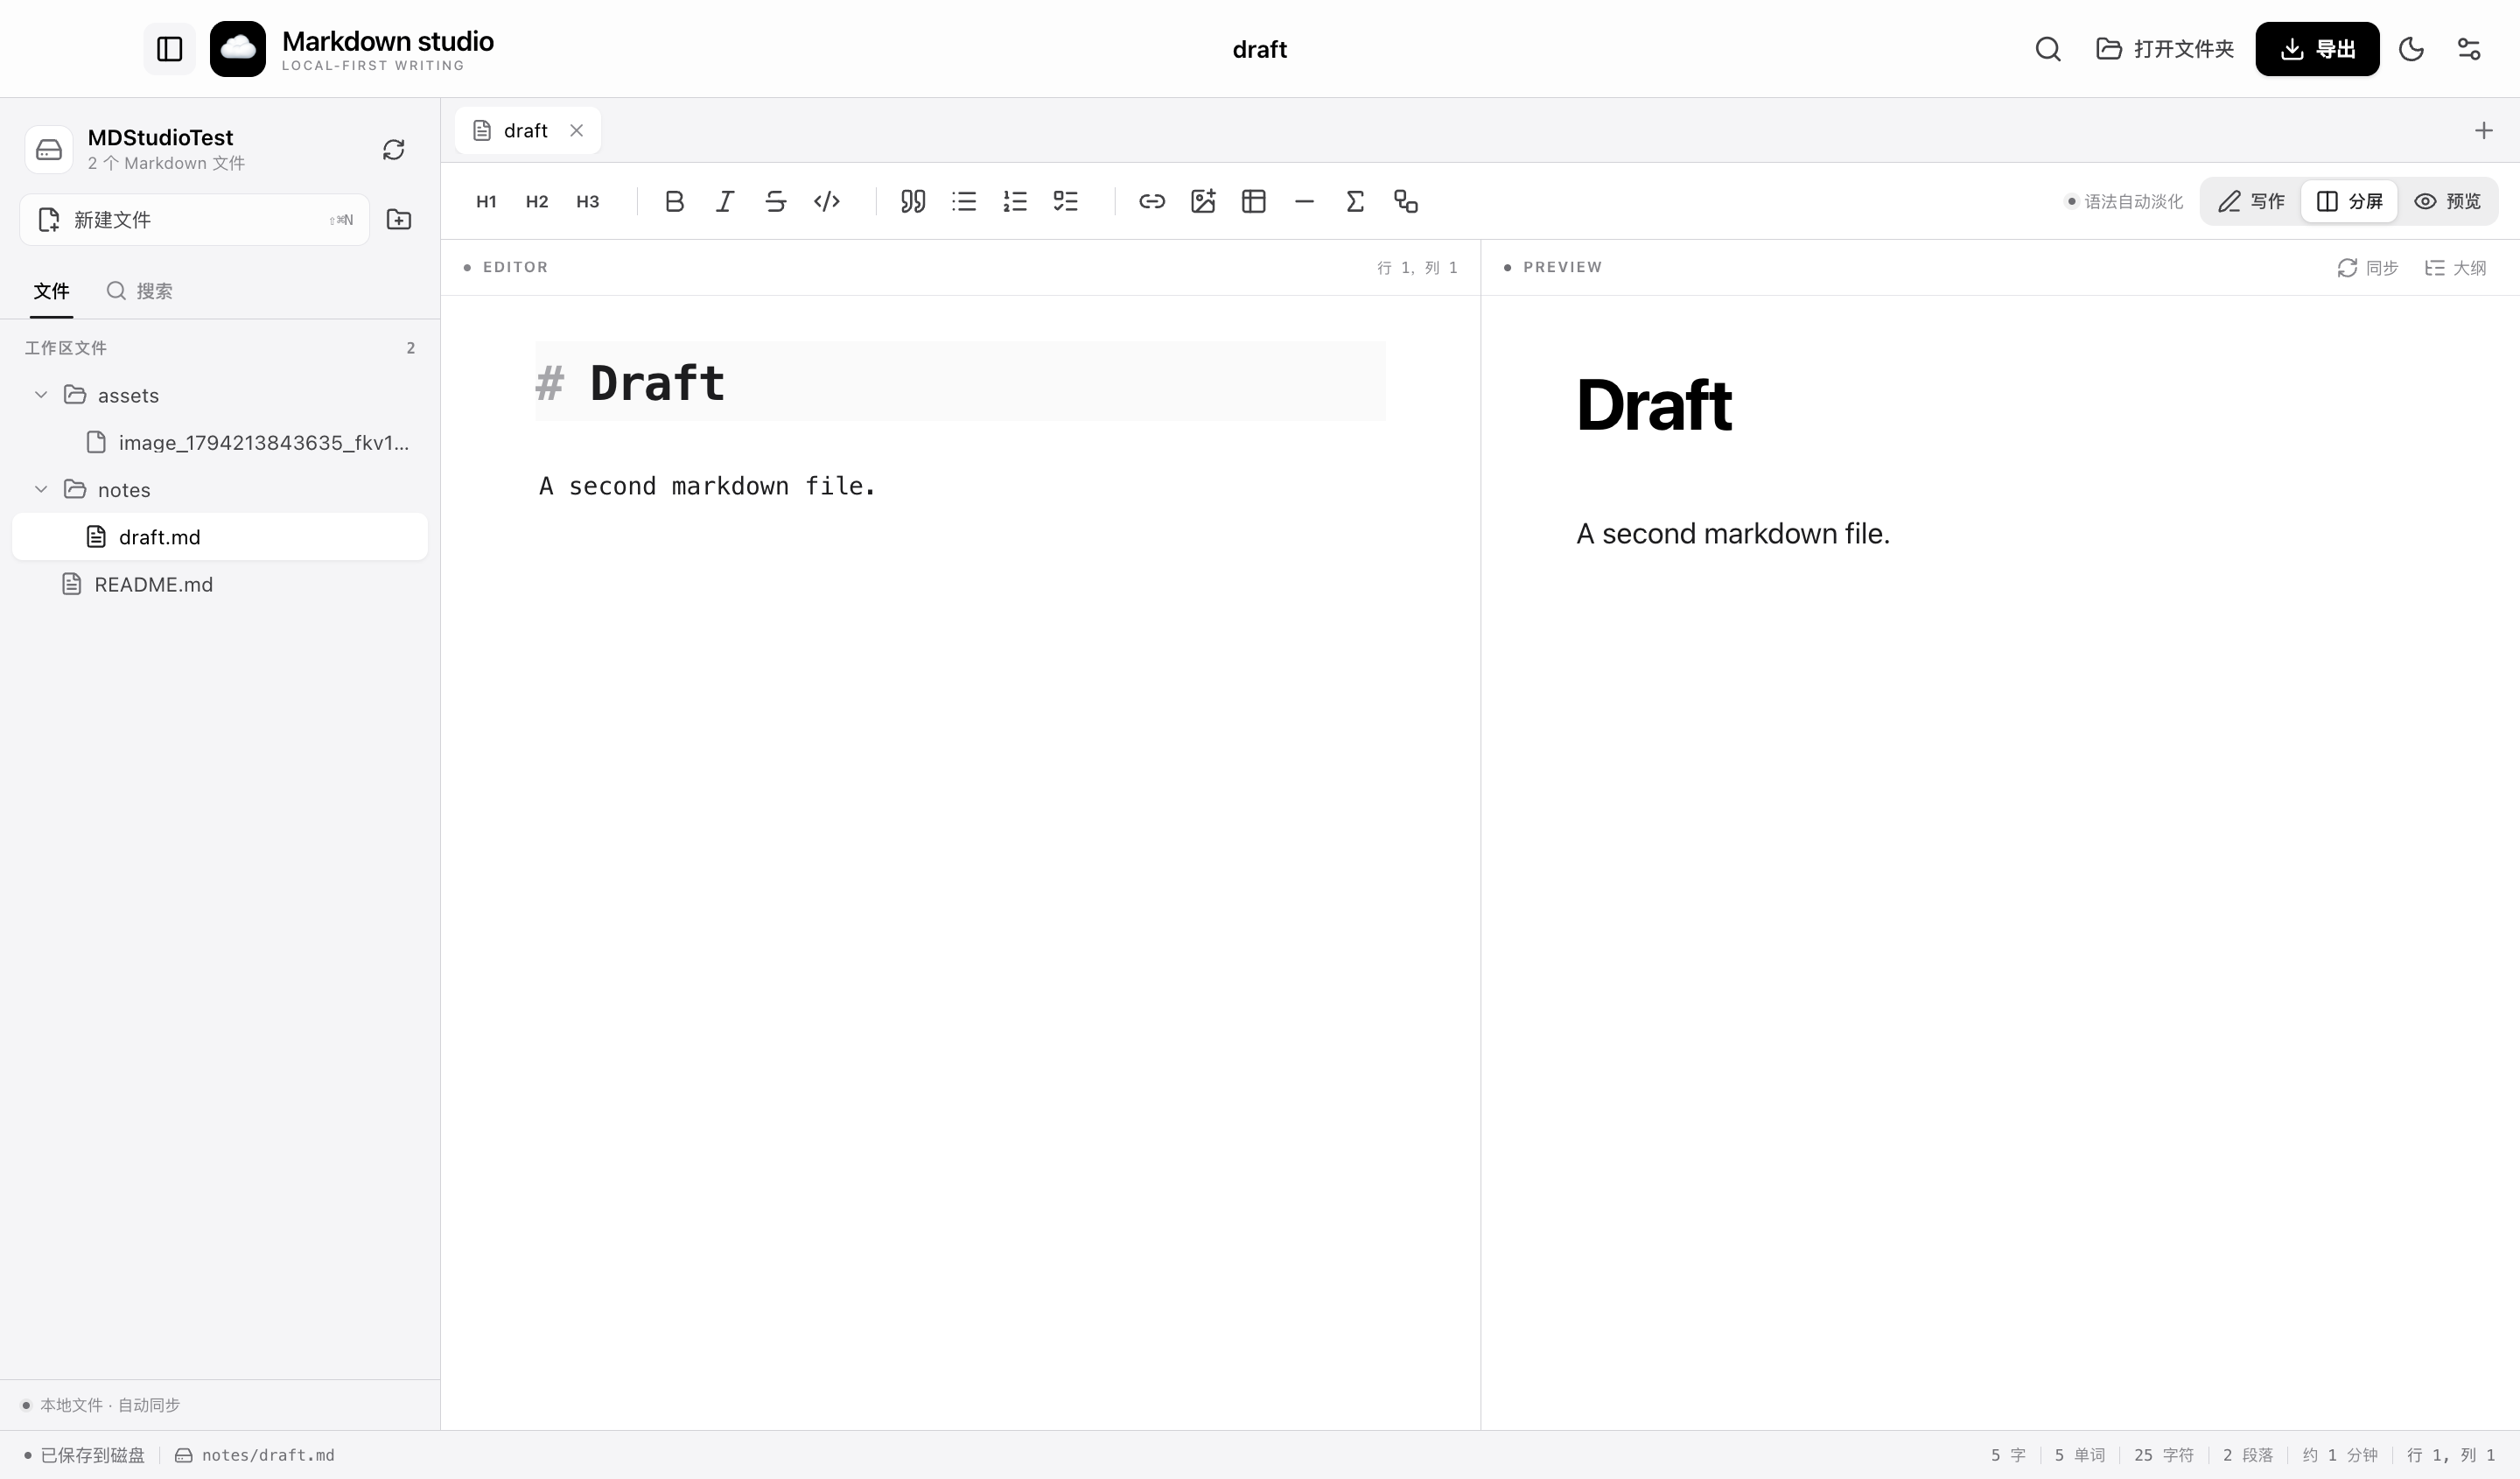 Markdown studio
LOCAL-FIRST WRITING
draft
打开文件夹
导出
MDStudioTest
2 个 Markdown 文件
新建文件
⇧⌘N
文件
搜索
工作区文件
2
assets
image_1794213843635_fkv1...
notes
draft.md
README.md
本地文件 · 自动同步
draft
H1 H2 H3
语法自动淡化
写作
分屏
预览
EDITOR
行 1, 列 1
# Draft
A second markdown file.
PREVIEW
同步
大纲
Draft
A second markdown file.
已保存到磁盘
notes/draft.md
5 字
5 单词
25 字符
2 段落
约 1 分钟
行 1, 列 1